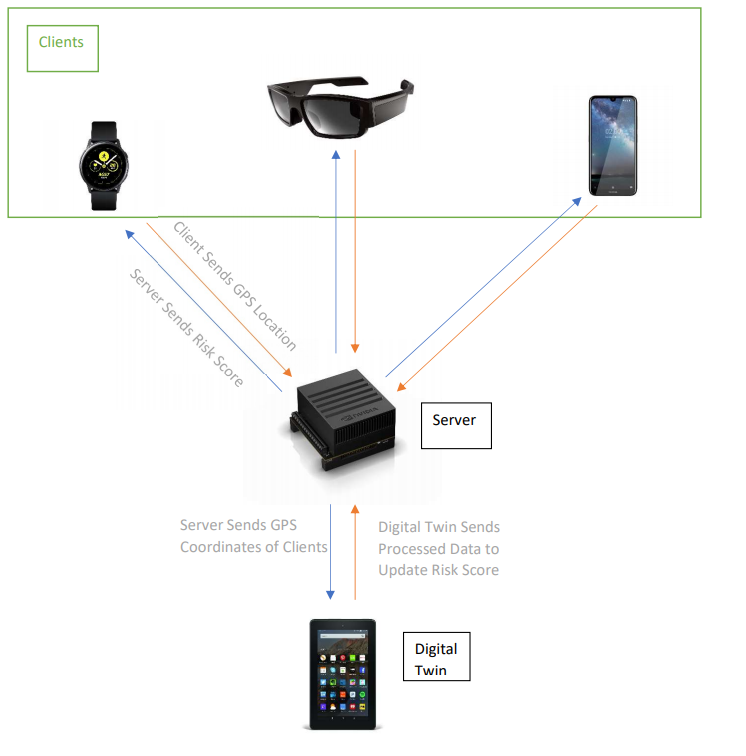 Clients
Client Sends GPS Location
Server Sends Risk Score
Server
Server Sends GPS
Coordinates of Clients
Digital Twin Sends
Processed Data to
Update Risk Score
Digital
Twin